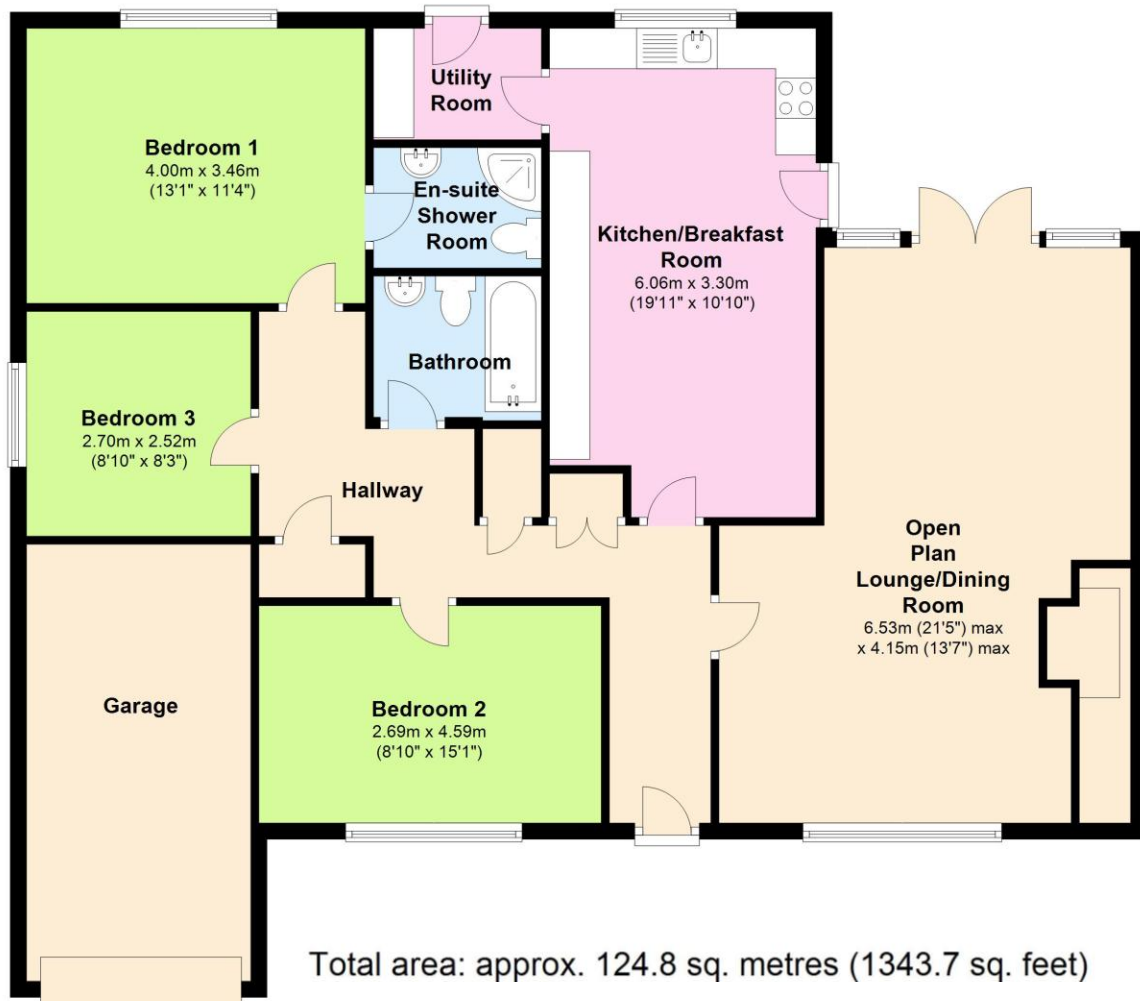 Utility
Room
Bedroom 1
4.00m x 3.46m
(13'1" x 11'4")
En-suite
Shower
Room
Kitchen/Breakfast
Room
6.06m x 3.30m
(19'11" x 10'10")
Bathroom
Bedroom 3
2.70m x 2.52m
(8'10" x 8'3")
Hallway
Open
Plan
Lounge/Dining
Room
6.53m (21'5") max
x 4.15m (13'7") max
Garage
Bedroom 2
2.69m x 4.59m
(8'10" x 15'1")
Total area: approx. 124.8 sq. metres (1343.7 sq. feet)